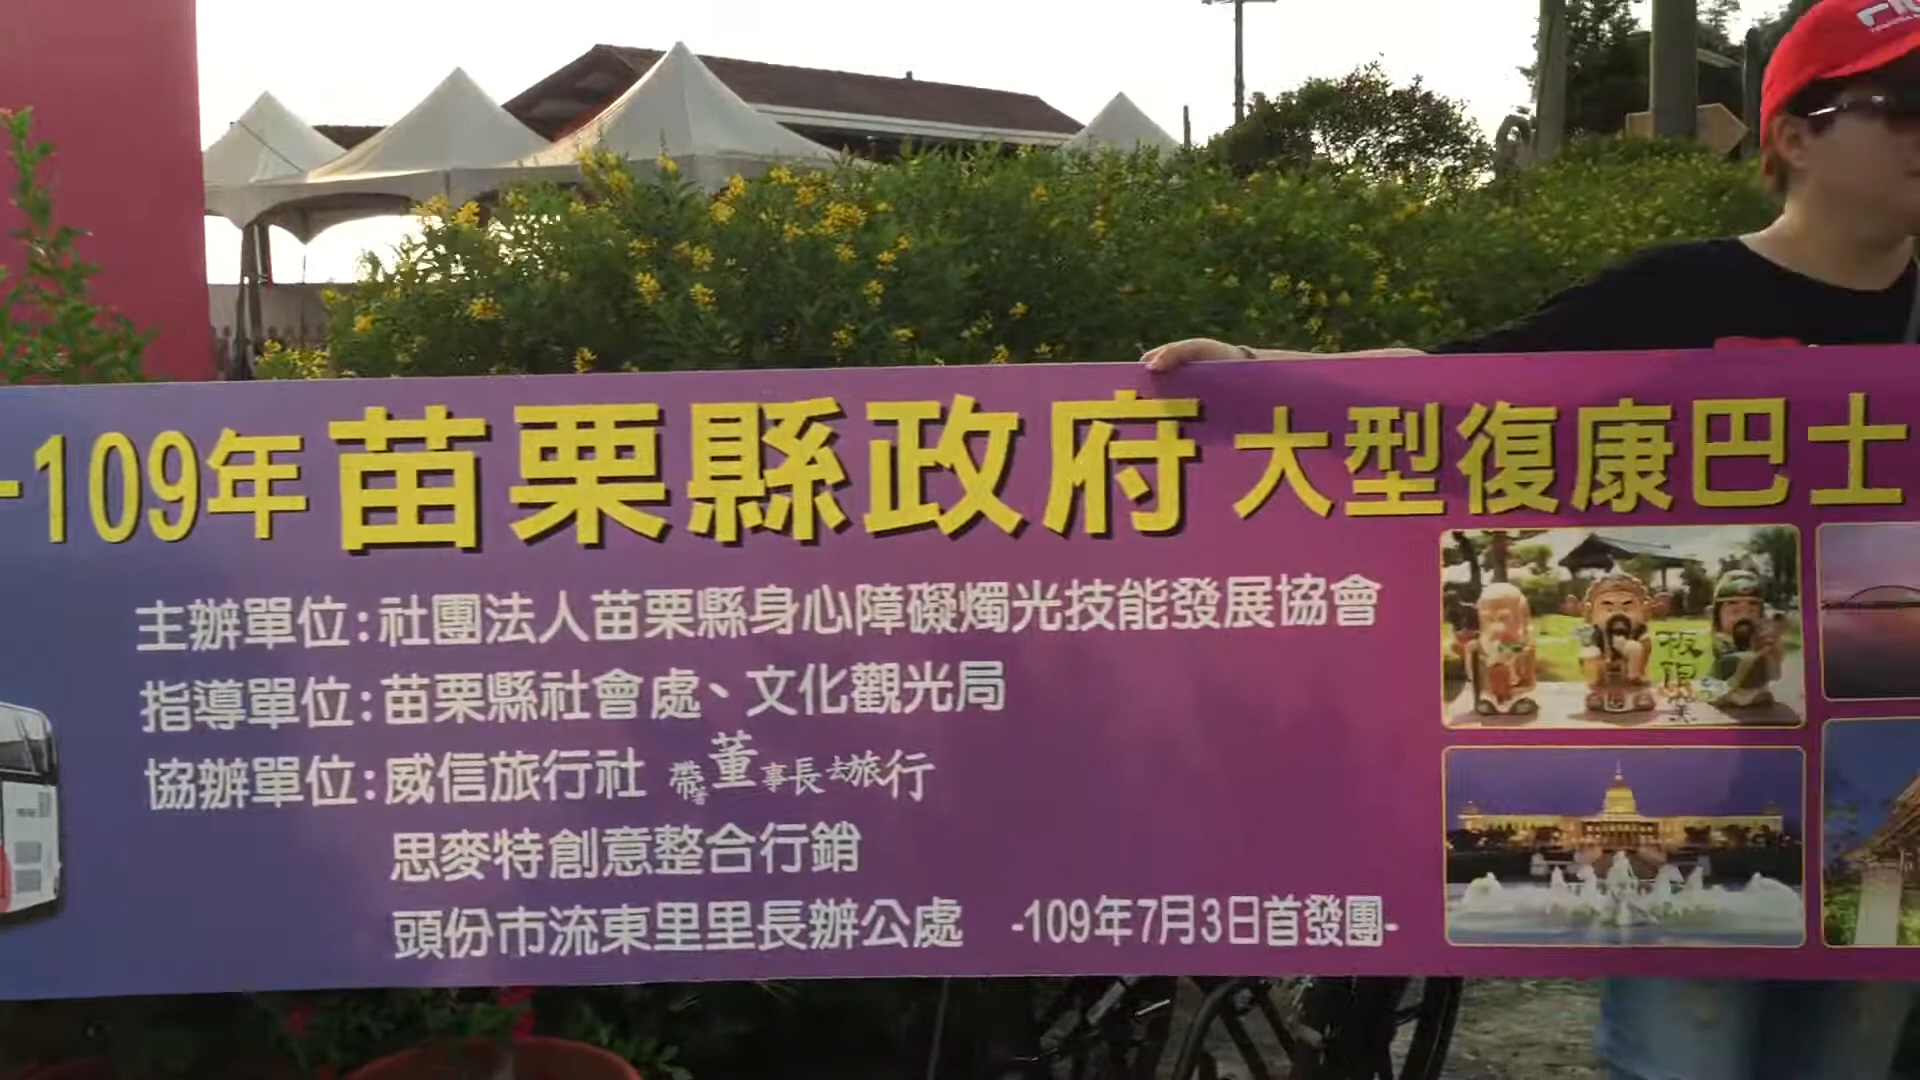 -109年苗栗縣政府 大型復康巴士
主辦單位:社團法人苗栗縣身心障礙燭光技能發展協會
指導單位:苗栗縣社會處、文化觀光局
協辦單位:威信旅行社 帶著董事長去旅行
思麥特創意整合行銷
頭份市流東里里長辦公處 -109年7月3日首發團-